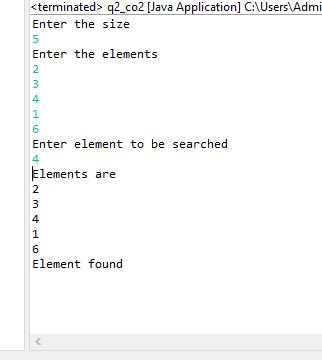 <terminated> q2_co2 [Java Application] C:\Users\Admi
Enter the size
5
Enter the elements
2
3
4
1
6
Enter element to be searched
4
Elements are
2
3
4
1
6
Element found